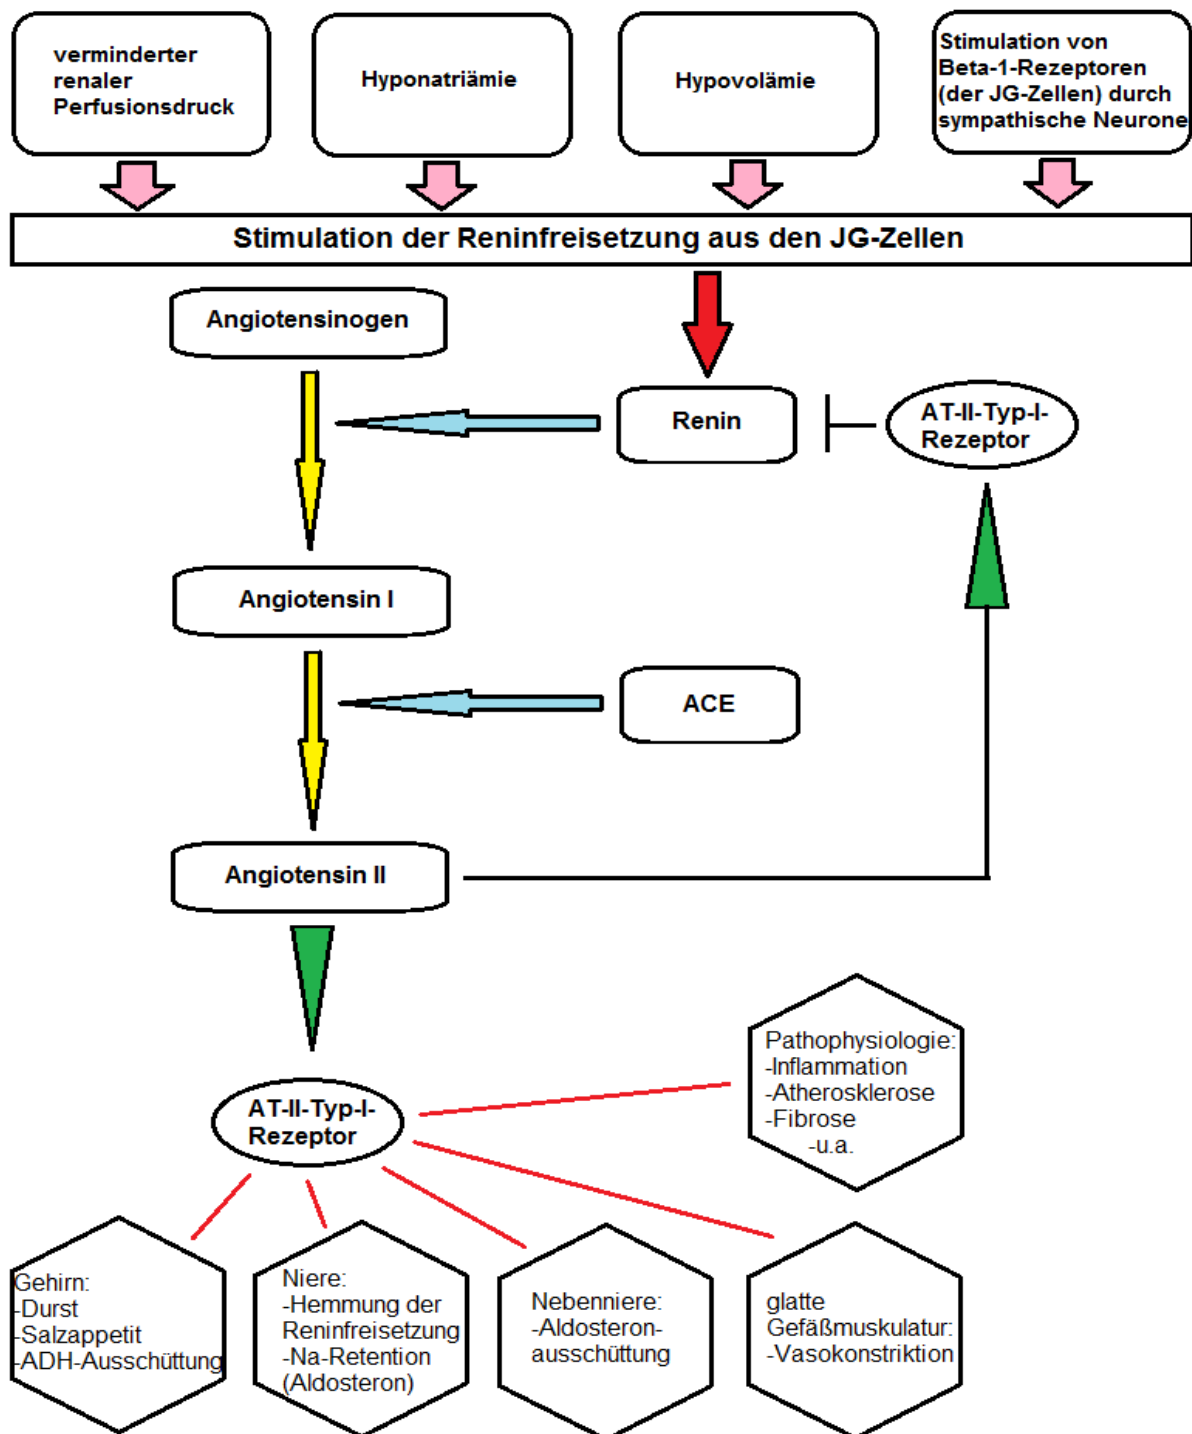 verminderter
renaler
Perfusionsdruck
Hyponatriämie
Hypovolämie
Stimulation von
Beta-1-Rezeptoren
(der JG-Zellen) durch
sympathische Neurone
Stimulation der Reninfreisetzung aus den JG-Zellen
Angiotensinogen
Renin
AT-II-Typ-I-
Rezeptor
Angiotensin I
ACE
Angiotensin II
AT-II-Typ-I-
Rezeptor
Pathophysiologie:
-Inflammation
-Atherosklerose
-Fibrose
-u.a.
Gehirn:
-Durst
-Salzappetit
-ADH-Ausschüttung
Niere:
-Hemmung der
Reninfreisetzung
-Na-Retention
(Aldosteron)
Nebenniere:
-Aldosteron-
ausschüttung
glatte
Gefäßmuskulatur:
-Vasokonstriktion